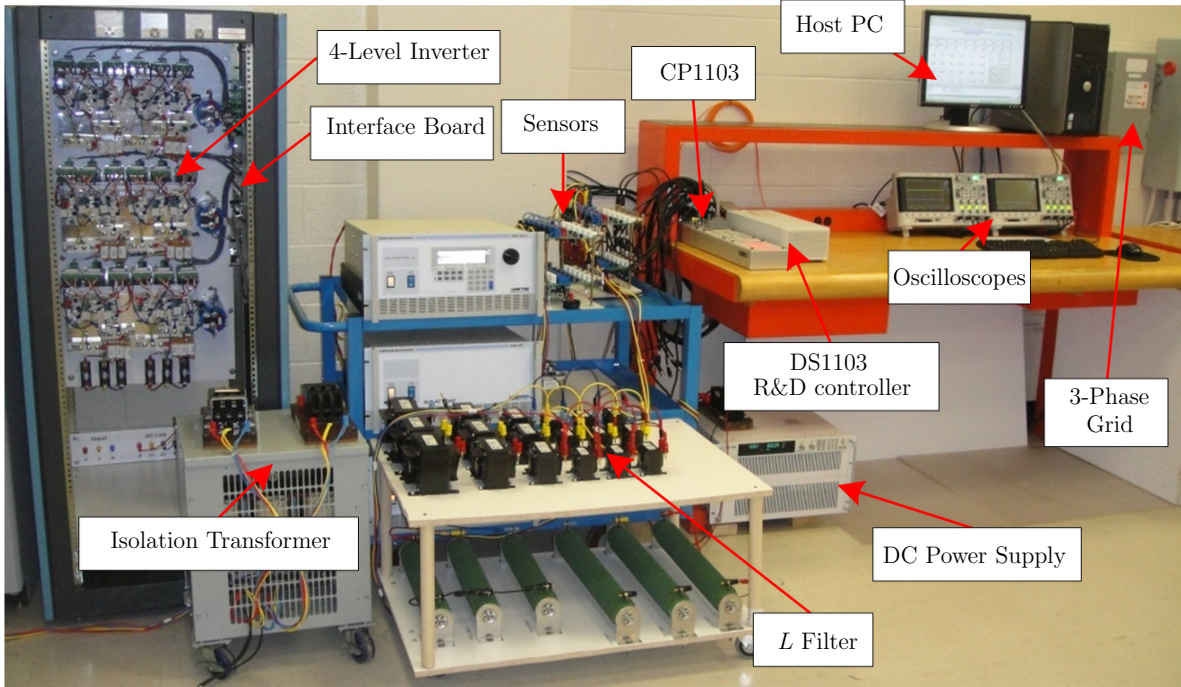 Host PC
4-Level Inverter
CP1103
Interface Board
Sensors
Oscilloscopes
DS1103
R&D controller
3-Phase
Grid
Isolation Transformer
DC Power Supply
L Filter
Input